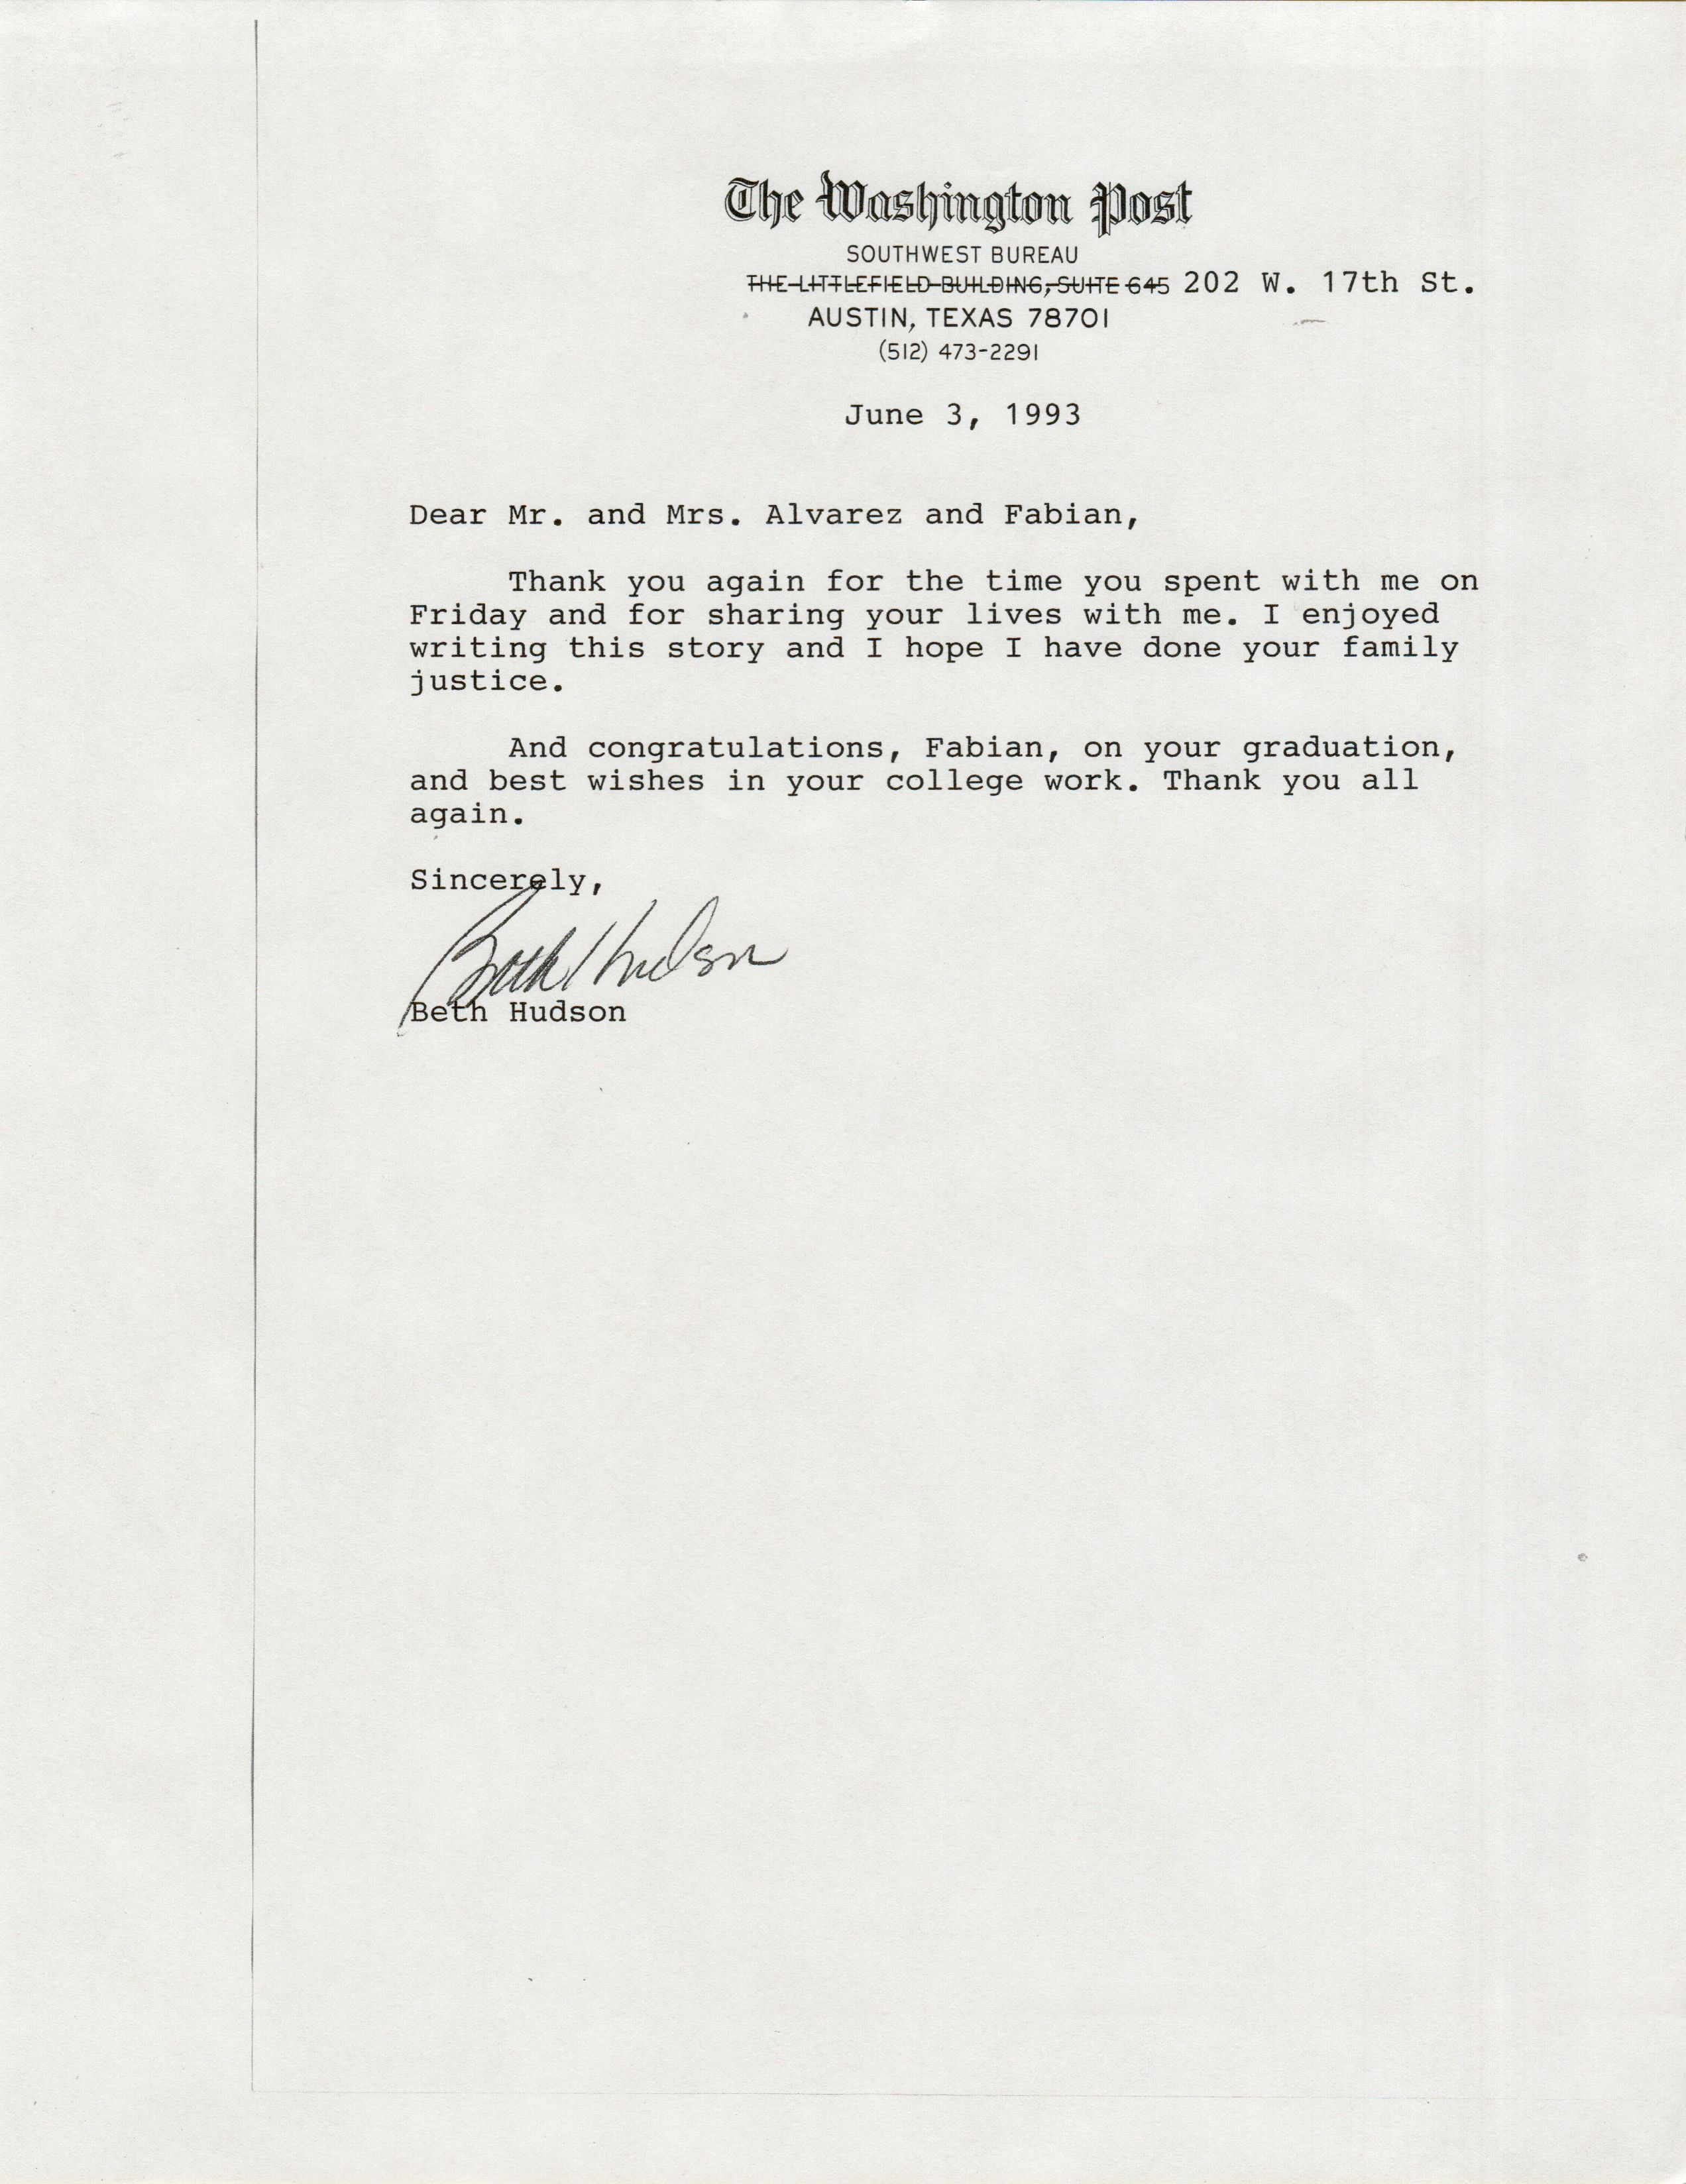 The Washington Post
SOUTHWEST BUREAU
THE LITTLEFIELD BUILDING, SUITE 645 202 W. 17th St.
AUSTIN, TEXAS 78701
(512) 473-2291
June 3, 1993
Dear Mr. and Mrs. Alvarez and Fabian,
Thank you again for the time you spent with me on
Friday and for sharing your lives with me. I enjoyed
writing this story and I hope I have done your family
justice.
And congratulations, Fabian, on your graduation,
and best wishes in your college work. Thank you all
again.
Sincerely,
Beth Hudson
Beth Hudson